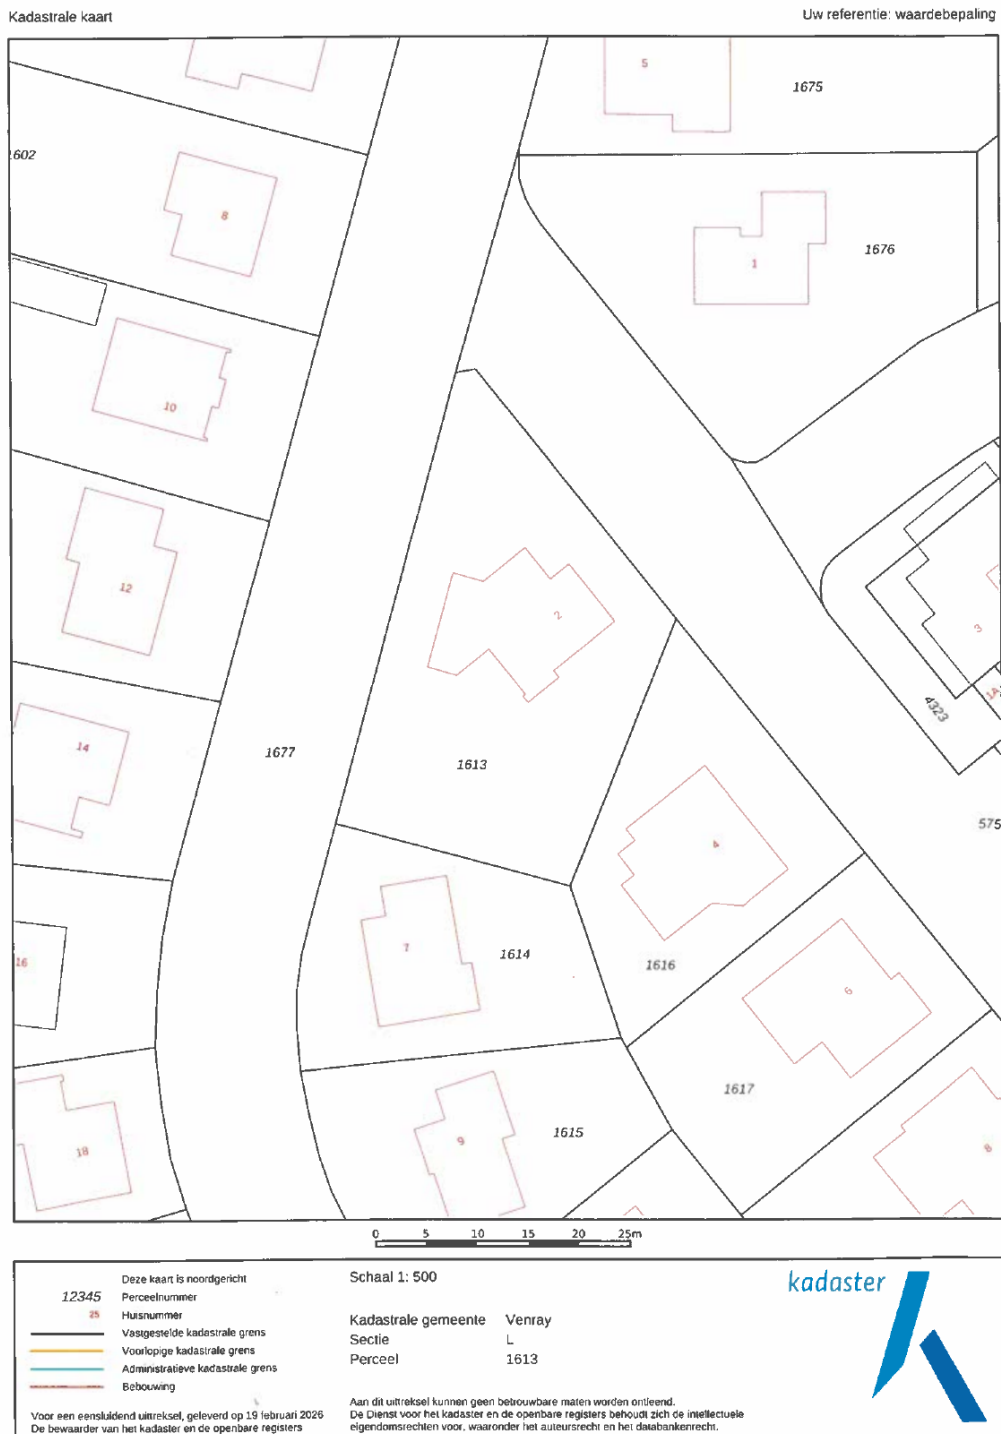 Kadastrale kaart
Uw referentie: waardebepaling
5
1675
1602
8
1
1676
10
12
2
3
1A
4323
14
1677
1613
575
4
7
1614
1616
16
6
1617
9
1615
18
8
0 5 10 15 20 25m
Deze kaart is noordgericht
12345 Perceelnummer
25 Huisnummer
Vastgestelde kadastrale grens
Voorlopige kadastrale grens
Administratieve kadastrale grens
Bebouwing
Schaal 1: 500
Kadastrale gemeente Venray
Sectie L
Perceel 1613
kadaster
Voor een eensluidend uittreksel, geleverd op 19 februari 2026
De bewaarder van het kadaster en de openbare registers
Aan dit uittreksel kunnen geen betrouwbare maten worden ontleend.
De Dienst voor het kadaster en de openbare registers behoudt zich de intellectuele
eigendomsrechten voor, waaronder het auteursrecht en het databankenrecht.